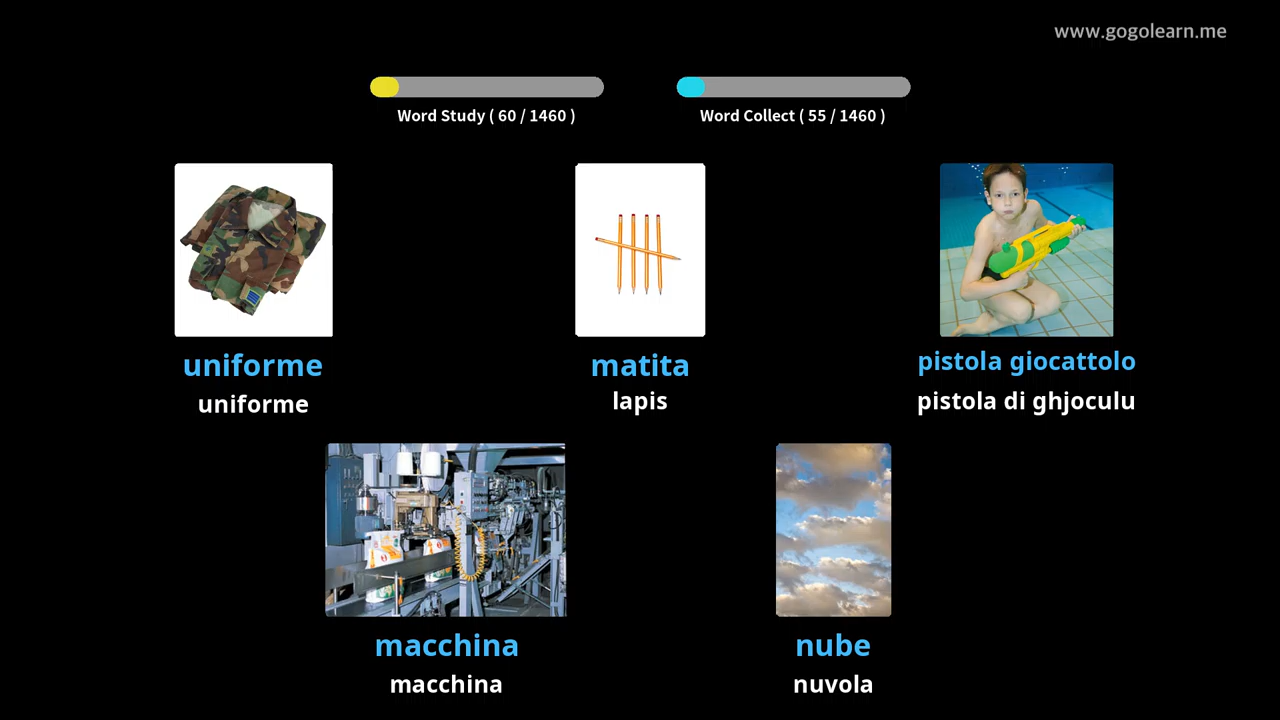 www.gogolearn.me
Word Study ( 60 / 1460 )
Word Collect ( 55 / 1460 )
uniforme
uniforme
matita
lapis
pistola giocattolo
pistola di ghjoculu
macchina
macchina
nube
nuvola